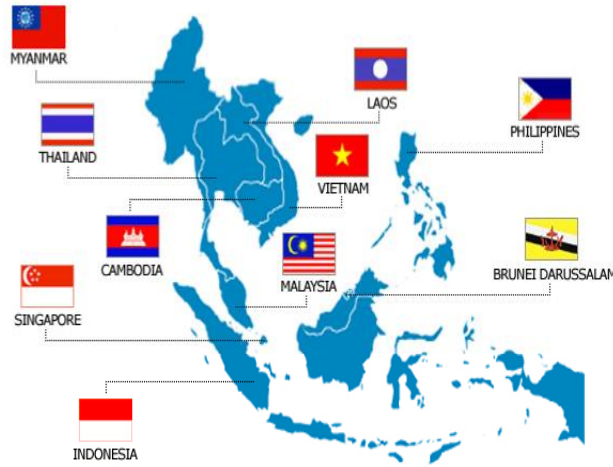 MYANMAR
LAOS
PHILIPPINES
THAILAND
VIETNAM
CAMBODIA
MALAYSIA
BRUNEI DARUSSALAM
SINGAPORE
INDONESIA